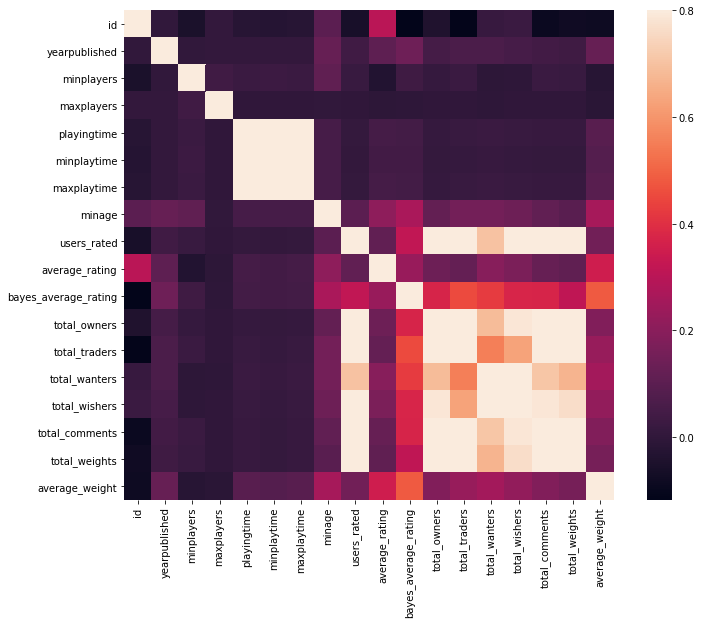 id
yearpublished
minplayers
maxplayers
playingtime
minplaytime
maxplaytime
minage
users_rated
average_rating
bayes_average_rating
total_owners
total_traders
total_wanters
total_wishers
total_comments
total_weights
average_weight
id
yearpublished
minplayers
maxplayers
playingtime
minplaytime
maxplaytime
minage
users_rated
average_rating
bayes_average_rating
total_owners
total_traders
total_wanters
total_wishers
total_comments
total_weights
average_weight
0.8
0.6
0.4
0.2
0.0